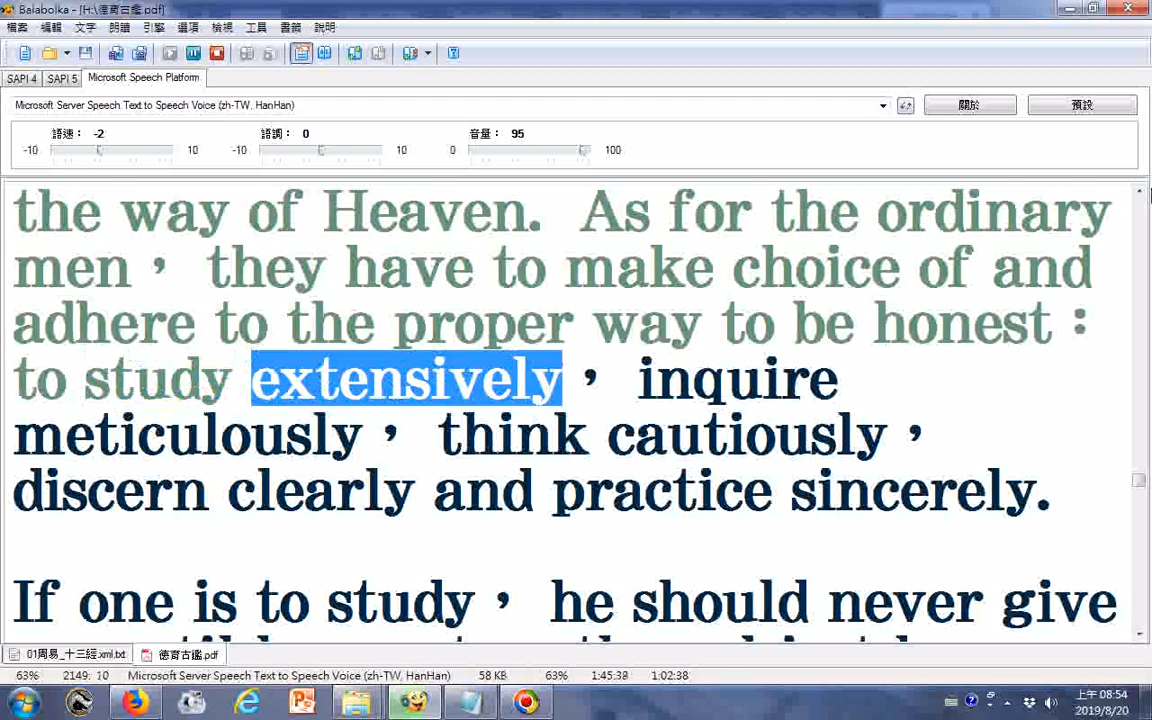 Balabolka - [H:\德育古鑑.pdf]
檔案 編輯 文字 朗讀 引擎 選項 檢視 工具 書籤 說明
SAPI 4 SAPI 5 Microsoft Speech Platform
Microsoft Server Speech Text to Speech Voice (zh-TW, HanHan) 關於 預設
語速： -2 語調： 0 音量： 95
-10 10 -10 10 0 100
the way of Heaven. As for the ordinary
men， they have to make choice of and
adhere to the proper way to be honest：
to study extensively， inquire
meticulously， think cautiously，
discern clearly and practice sincerely.
If one is to study， he should never give
01周易_十三經.xml.txt 德育古鑑.pdf
63% 2149: 10 Microsoft Server Speech Text to Speech Voice (zh-TW, HanHan) 63% 58 KB 1:45:38 1:02:38
上午 08:54
2019/8/20